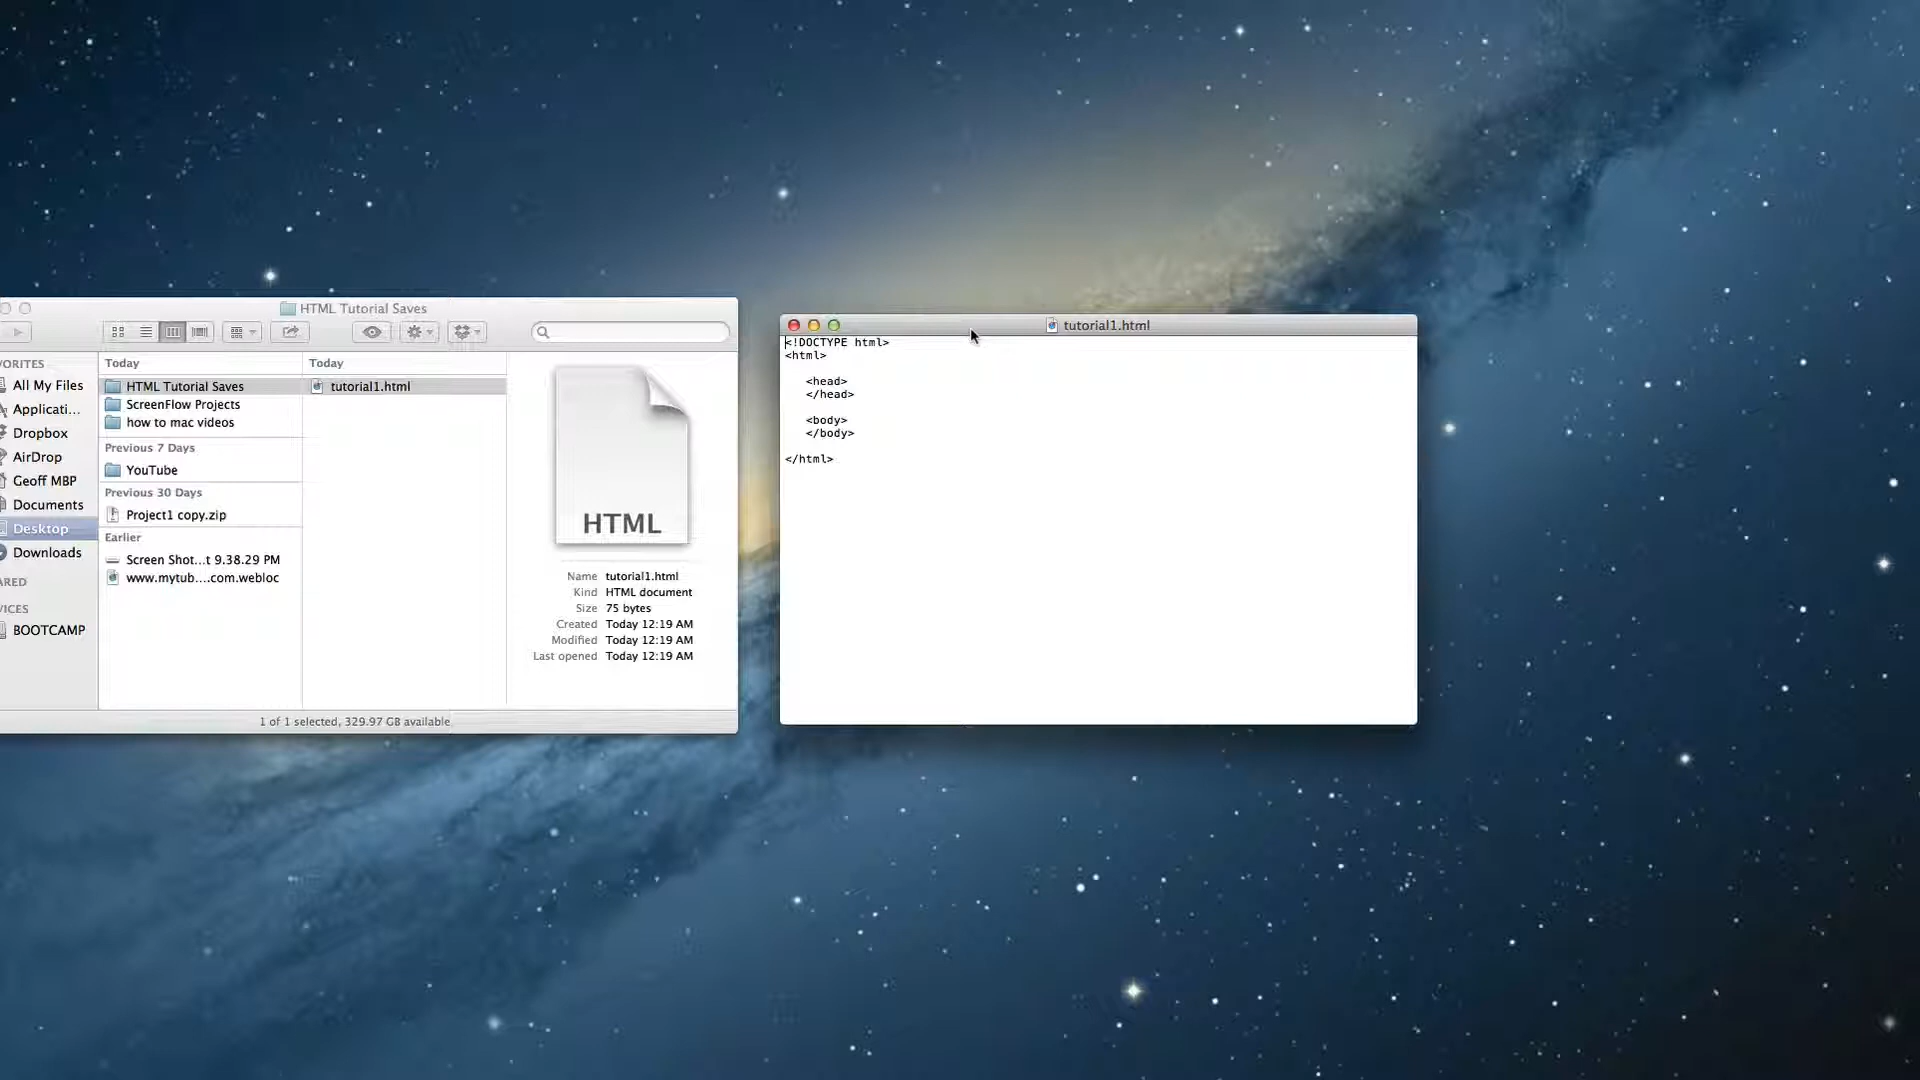 HTML Tutorial Saves
Today
HTML Tutorial Saves
ScreenFlow Projects
how to mac videos
Previous 7 Days
YouTube
Previous 30 Days
Project1 copy.zip
Earlier
Screen Shot...t 9.38.29 PM
www.mytub....com.webloc
Today
tutorial1.html
VORITES
All My Files
Applicati...
Dropbox
AirDrop
Geoff MBP
Documents
Desktop
Downloads
ARED
VICES
BOOTCAMP
HTML
Name tutorial1.html
Kind HTML document
Size 75 bytes
Created Today 12:19 AM
Modified Today 12:19 AM
Last opened Today 12:19 AM
1 of 1 selected, 329.97 GB available
tutorial1.html
<!DOCTYPE html>
<html>
<head>
</head>
<body>
</body>
</html>